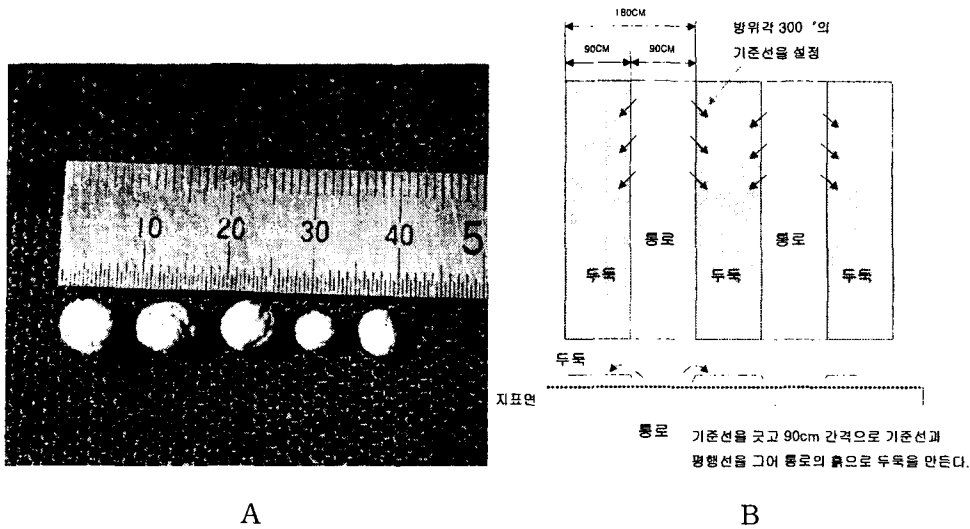 180CM
방위각 300 °의
기준선을 설정
90CM 90CM
10 20 30 40 5
통로 통로
두둑 두둑 두둑
두둑
지표면
통로 기준선을 긋고 90cm 간격으로 기준선과
평행선을 그어 통로의 흙으로 두둑을 만든다.
A B